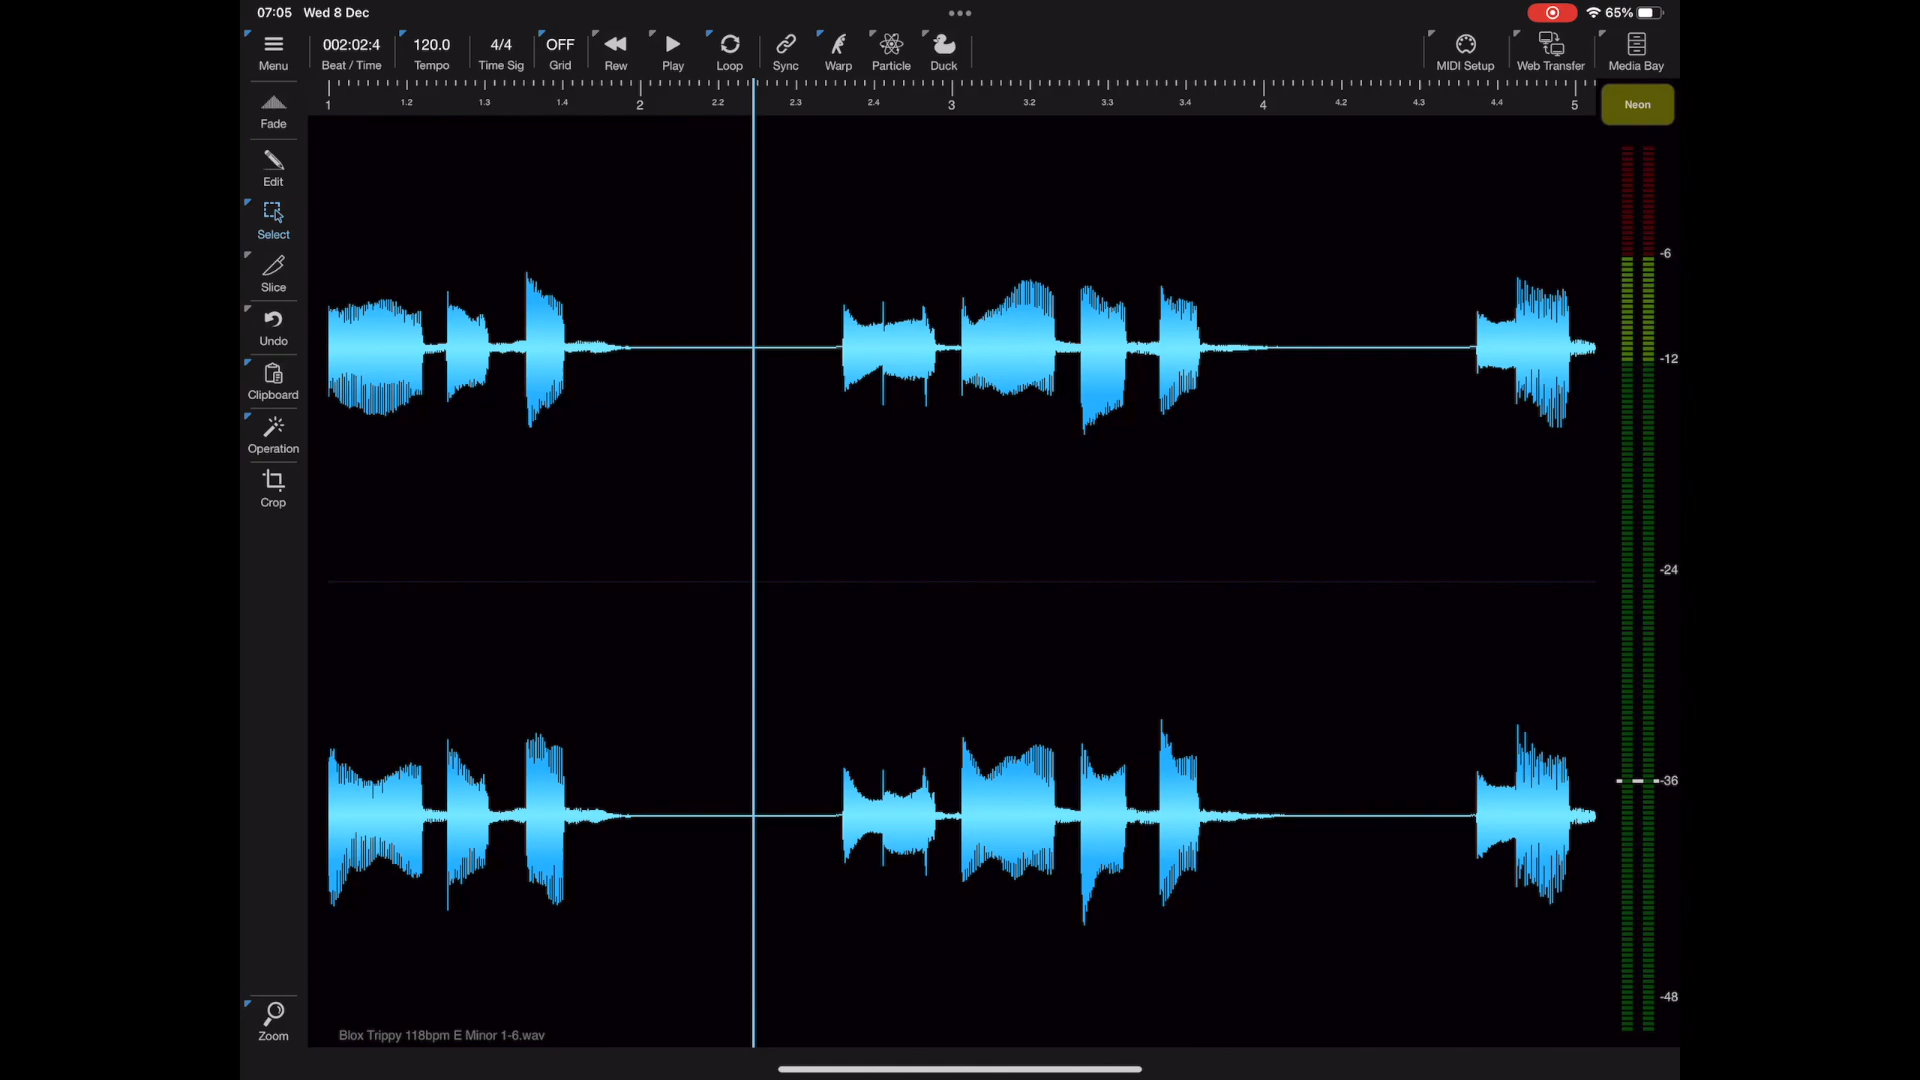 07:05 Wed 8 Dec
65%
Menu
002:02:4
Beat / Time
120.0
Tempo
4/4
Time Sig
OFF
Grid
Rew
Play
Loop
Sync
Warp
Particle
Duck
MIDI Setup
Web Transfer
Media Bay
1 1.2 1.3 1.4 2 2.2 2.3 2.4 3 3.2 3.3 3.4 4 4.2 4.3 4.4 5
Neon
Fade
Edit
Select
Slice
Undo
Clipboard
Operation
Crop
Zoom
-6
-12
-24
-36
-48
Blox Trippy 118bpm E Minor 1-6.wav